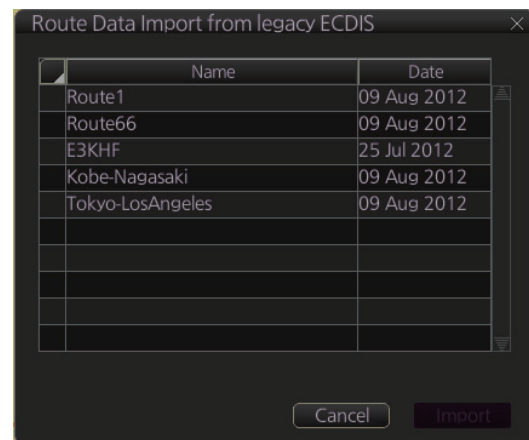 Route Data Import from legacy ECDIS
Name Date
Route1 09 Aug 2012
Route66 09 Aug 2012
E3KHF 25 Jul 2012
Kobe-Nagasaki 09 Aug 2012
Tokyo-LosAngeles 09 Aug 2012
Cancel Import